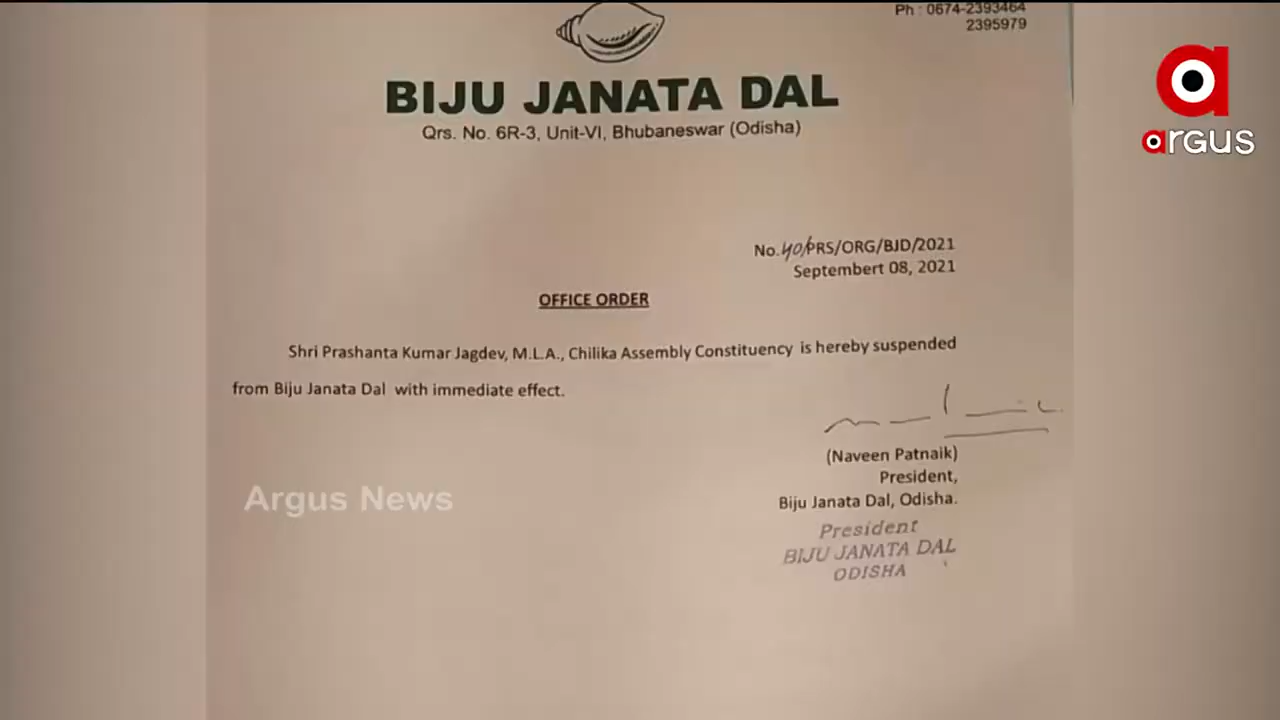 Ph : 0674-2393464
2395979
argus
BIJU JANATA DAL
Qrs. No. 6R-3, Unit-VI, Bhubaneswar (Odisha)
No.40/PRS/ORG/BJD/2021
Septembert 08, 2021
OFFICE ORDER
Shri Prashanta Kumar Jagdev, M.L.A., Chilika Assembly Constituency is hereby suspended
from Biju Janata Dal with immediate effect.
(Naveen Patnaik)
President,
Biju Janata Dal, Odisha.
Argus News
President
BIJU JANATA DAL
ODISHA